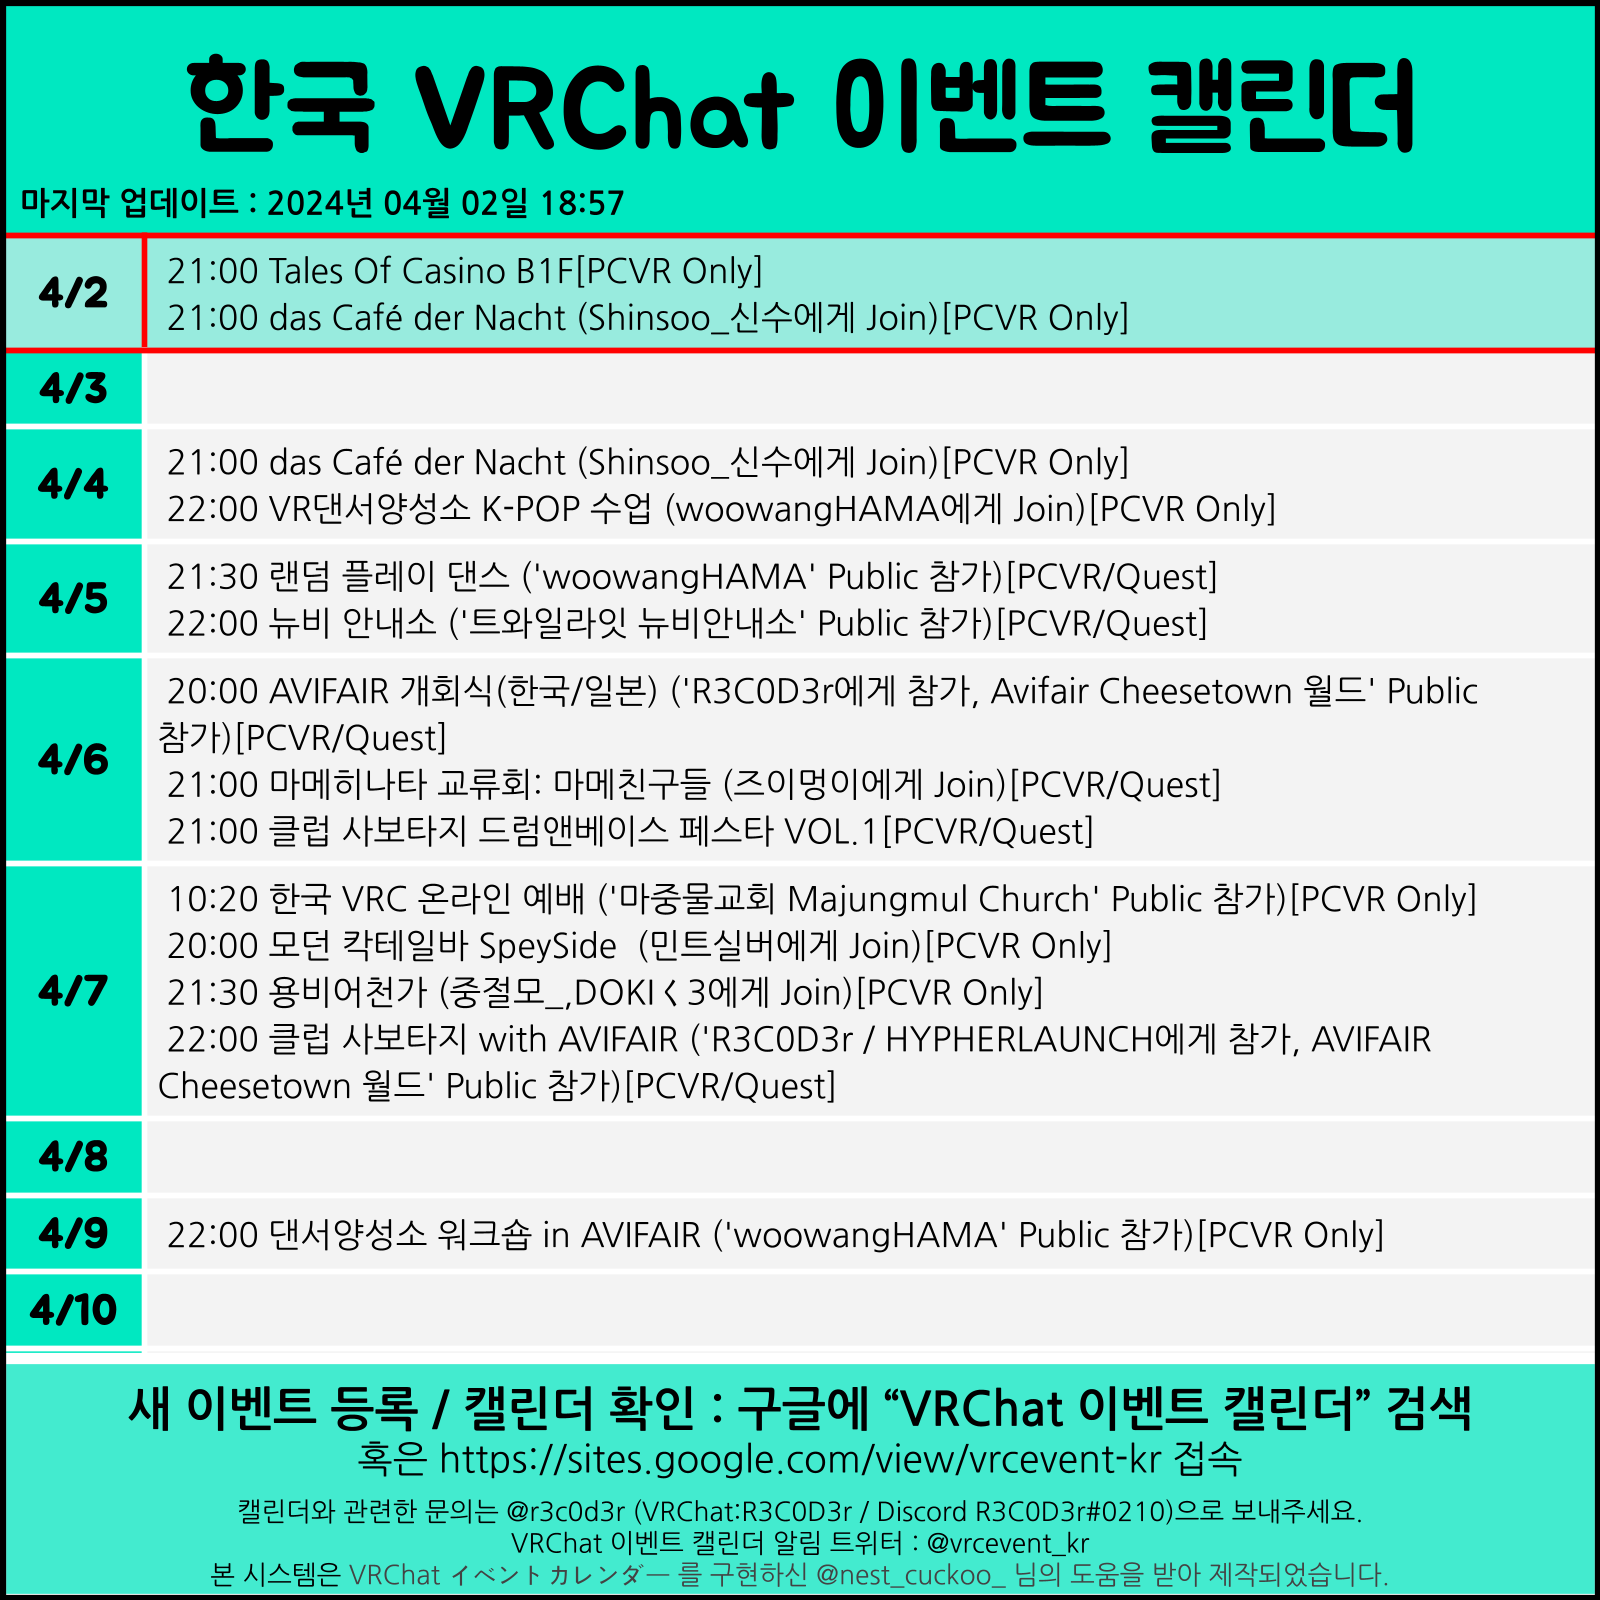 한국 VRChat 이벤트 캘린더
마지막 업데이트 : 2024년 04월 02일 18:57
4/2
21:00 Tales Of Casino B1F[PCVR Only]
21:00 das Café der Nacht (Shinsoo_신수에게 Join)[PCVR Only]
4/3
4/4
21:00 das Café der Nacht (Shinsoo_신수에게 Join)[PCVR Only]
22:00 VR댄서양성소 K-POP 수업 (woowangHAMA에게 Join)[PCVR Only]
4/5
21:30 랜덤 플레이 댄스 ('woowangHAMA' Public 참가)[PCVR/Quest]
22:00 뉴비 안내소 ('트와일라잇 뉴비안내소' Public 참가)[PCVR/Quest]
4/6
20:00 AVIFAIR 개회식(한국/일본) ('R3C0D3r에게 참가, Avifair Cheesetown 월드' Public
참가)[PCVR/Quest]
21:00 마메히나타 교류회: 마메친구들 (즈이멍이에게 Join)[PCVR/Quest]
21:00 클럽 사보타지 드럼앤베이스 페스타 VOL.1[PCVR/Quest]
4/7
10:20 한국 VRC 온라인 예배 ('마중물교회 Majungmul Church' Public 참가)[PCVR Only]
20:00 모던 칵테일바 SpeySide  (민트실버에게 Join)[PCVR Only]
21:30 용비어천가 (중절모_,DOKIく3에게 Join)[PCVR Only]
22:00 클럽 사보타지 with AVIFAIR ('R3C0D3r / HYPHERLAUNCH에게 참가, AVIFAIR
Cheesetown 월드' Public 참가)[PCVR/Quest]
4/8
4/9
22:00 댄서양성소 워크숍 in AVIFAIR ('woowangHAMA' Public 참가)[PCVR Only]
4/10
새 이벤트 등록 / 캘린더 확인 : 구글에 “VRChat 이벤트 캘린더” 검색
혹은 https://sites.google.com/view/vrcevent-kr 접속
캘린더와 관련한 문의는 @r3c0d3r (VRChat:R3C0D3r / Discord R3C0D3r#0210)으로 보내주세요.
VRChat 이벤트 캘린더 알림 트위터 : @vrcevent_kr
본 시스템은 VRChat イベントカレンダー 를 구현하신 @nest_cuckoo_ 님의 도움을 받아 제작되었습니다.